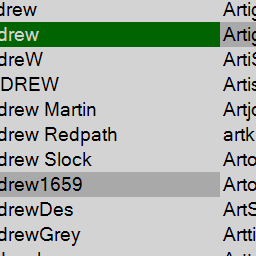 drew Artig
drew Artig
dreW ArtiS
DREW Artis
drew Martin Artjo
drew Redpath artk
drew Slock Arto
drew1659 Arto
drewDes ArtS
drewGrey Artti